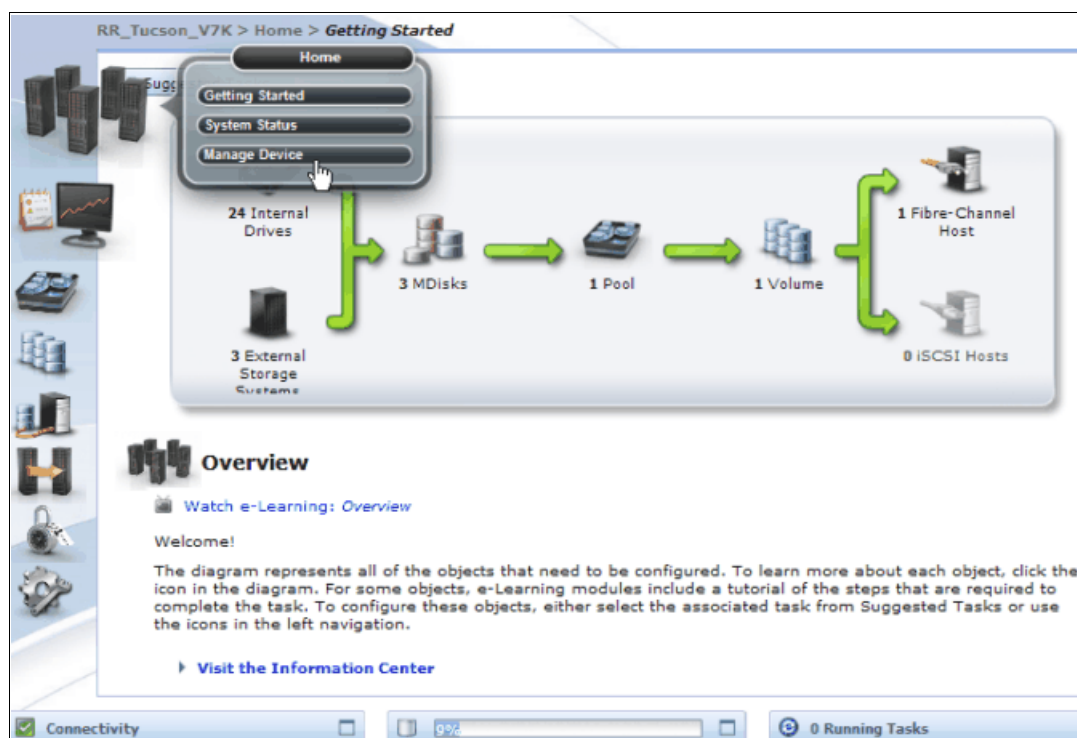 RR_Tucson_V7K > Home > Getting Started
Home
Getting Started
System Status
Manage Device
24 Internal
Drives
3 External
Storage
Systems
3 MDisks
1 Pool
1 Volume
1 Fibre-Channel
Host
0 iSCSI Hosts
Overview
Watch e-Learning: Overview
Welcome!
The diagram represents all of the objects that need to be configured. To learn more about each object, click the
icon in the diagram. For some objects, e-Learning modules include a tutorial of the steps that are required to
complete the task. To configure these objects, either select the associated task from Suggested Tasks or use
the icons in the left navigation.
Visit the Information Center
Connectivity
9%
0 Running Tasks